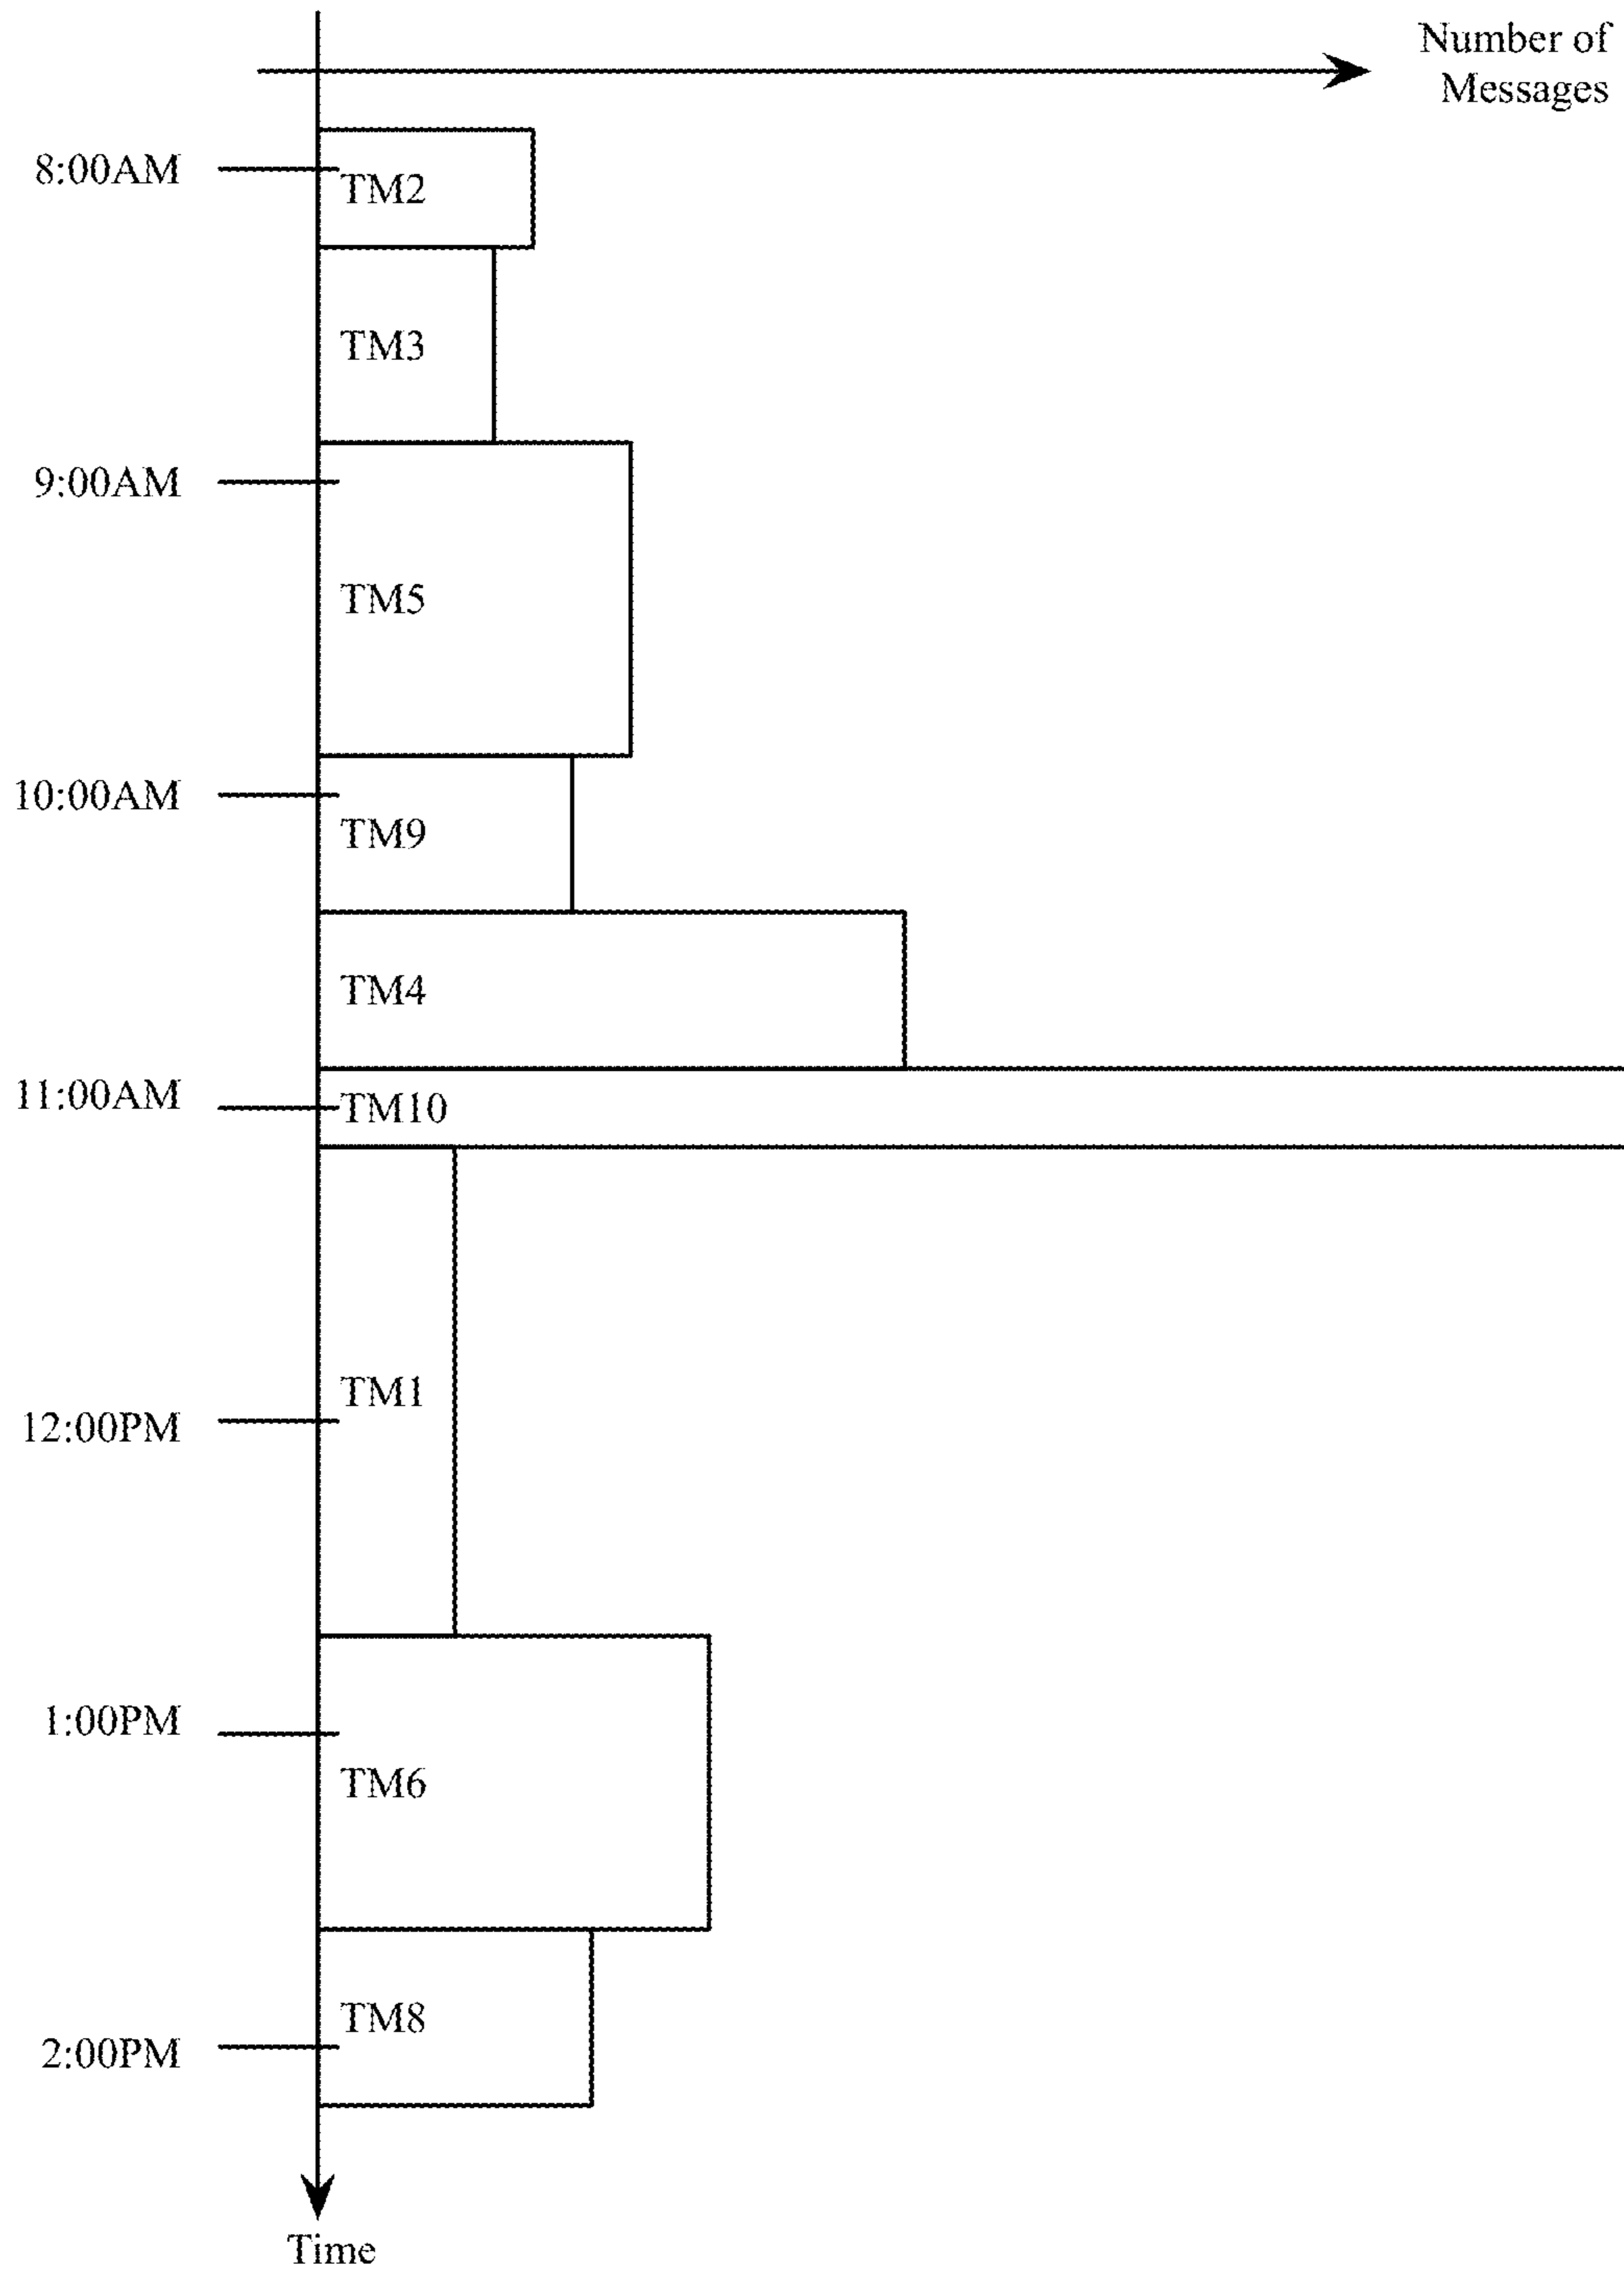 Number of
Messages
8:00AM
TM2
TM3
9:00AM
TM5
10:00AM
TM9
TM4
11:00AM
TM10
TM1
12:00PM
1:00PM
TM6
TM8
2:00PM
Time